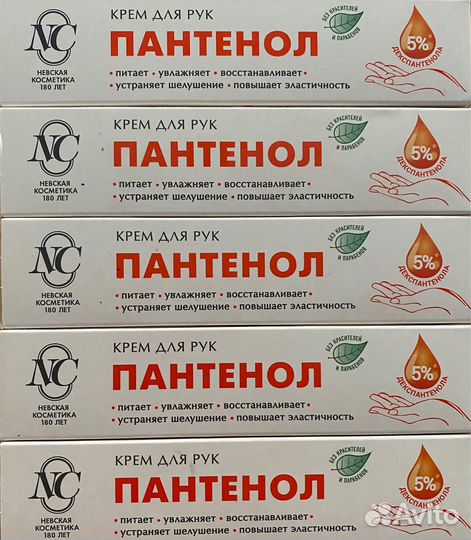 NC
НЕВСКАЯ
КОСМЕТИКА
180 ЛЕТ
КРЕМ ДЛЯ РУК
ПАНТЕНОЛ
• питает • увлажняет • восстанавливает •
• устраняет шелушение • повышает эластичность
БЕЗ КРАСИТЕЛЕЙ
И ПАРАБЕНОВ
5%
ДЕКСПАНТЕНОЛА
NC
НЕВСКАЯ
КОСМЕТИКА
180 ЛЕТ
КРЕМ ДЛЯ РУК
ПАНТЕНОЛ
• питает • увлажняет • восстанавливает •
• устраняет шелушение • повышает эластичность
БЕЗ КРАСИТЕЛЕЙ
И ПАРАБЕНОВ
5%
ДЕКСПАНТЕНОЛА
NC
НЕВСКАЯ
КОСМЕТИКА
180 ЛЕТ
КРЕМ ДЛЯ РУК
ПАНТЕНОЛ
• питает • увлажняет • восстанавливает •
• устраняет шелушение • повышает эластичность
БЕЗ КРАСИТЕЛЕЙ
И ПАРАБЕНОВ
5%
ДЕКСПАНТЕНОЛА
NC
НЕВСКАЯ
КОСМЕТИКА
180 ЛЕТ
КРЕМ ДЛЯ РУК
ПАНТЕНОЛ
• питает • увлажняет • восстанавливает •
• устраняет шелушение • повышает эластичность
БЕЗ КРАСИТЕЛЕЙ
И ПАРАБЕНОВ
5%
ДЕКСПАНТЕНОЛА
NC
НЕВСКАЯ
КОСМЕТИКА
180 ЛЕТ
КРЕМ ДЛЯ РУК
ПАНТЕНОЛ
• питает • увлажняет • восстанавливает •
• устраняет шелушение • повышает эластичность
БЕЗ КРАСИТЕЛЕЙ
И ПАРАБЕНОВ
5%
ДЕКСПАНТЕНОЛА
Avito